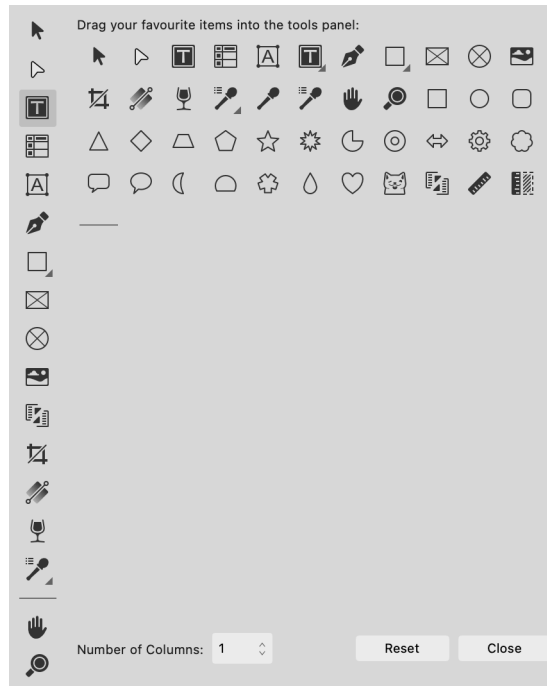 Drag your favourite items into the tools panel:
Number of Columns: 1 Reset Close